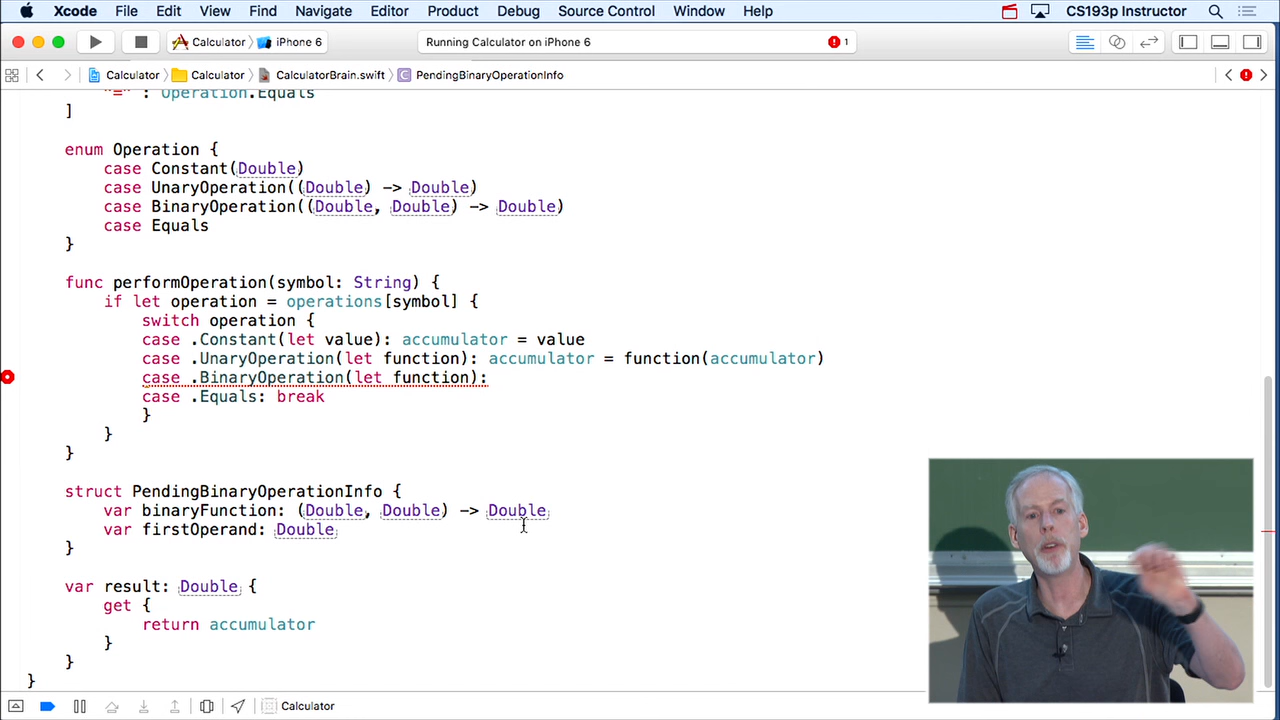 Xcode File Edit View Find Navigate Editor Product Debug Source Control Window Help CS193p Instructor
Calculator iPhone 6 Running Calculator on iPhone 6 1
Calculator Calculator CalculatorBrain.swift C PendingBinaryOperationInfo
"=" : Operation.Equals
]
enum Operation {
case Constant(Double)
case UnaryOperation((Double) -> Double)
case BinaryOperation((Double, Double) -> Double)
case Equals
}
func performOperation(symbol: String) {
if let operation = operations[symbol] {
switch operation {
case .Constant(let value): accumulator = value
case .UnaryOperation(let function): accumulator = function(accumulator)
case .BinaryOperation(let function):
case .Equals: break
}
}
}
struct PendingBinaryOperationInfo {
var binaryFunction: (Double, Double) -> Double
var firstOperand: Double
}
var result: Double {
get {
return accumulator
}
}
}
Calculator